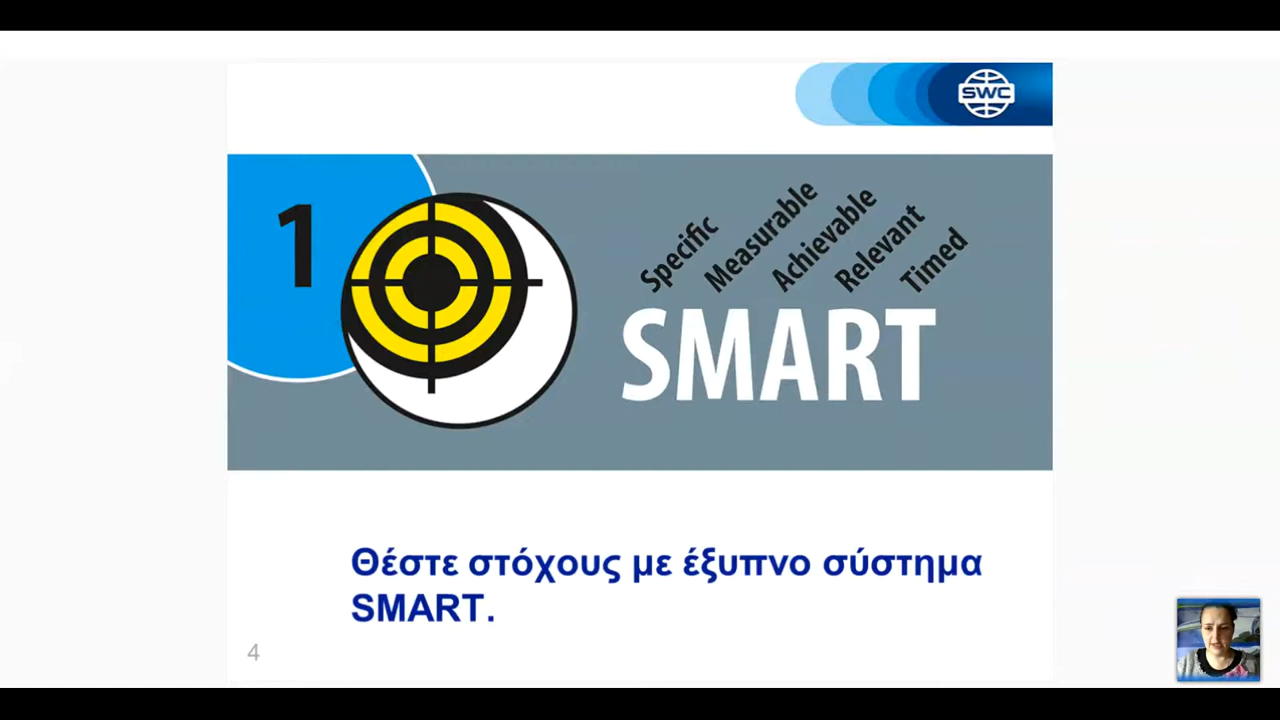 SWC
1
Specific
Measurable
Achievable
Relevant
Timed
SMART
Θέστε στόχους με έξυπνο σύστημα
SMART.
4